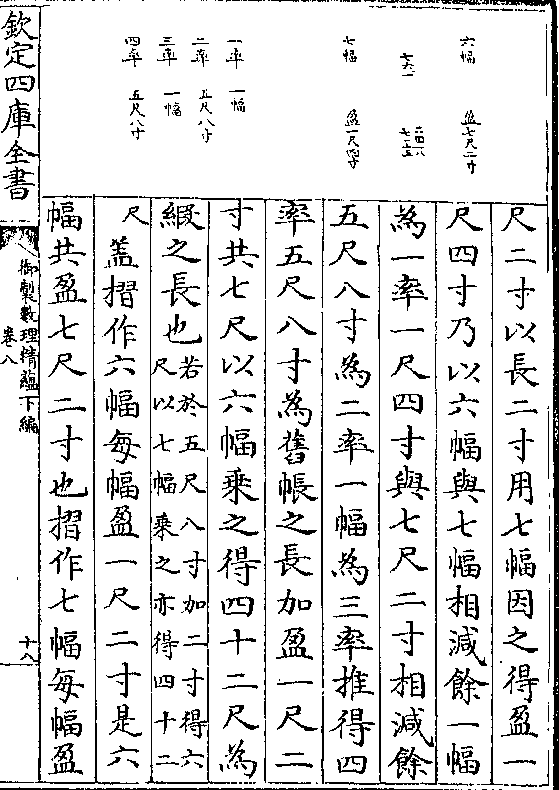 六幅　盈七尺二寸
七六一　二四八
七一五
七幅　盈一尺四寸
一率　一幅
二率　五尺八寸
三率　一幅
四率　五尺八寸
尺二寸以長二寸用七幅因之得盈一
尺四寸乃以六幅與七幅相減餘一幅
為一率一尺四寸與七尺二寸相減餘
五尺八寸為二率一幅為三率推得四
率五尺八寸為舊帳之長加盈一尺二
寸共七尺以六幅乘之得四十二尺為
緞之長也若於五尺八寸加二寸得六
尺以七幅乘之亦得四十二
尺
蓋摺作六幅每幅盈一尺二寸是六
幅共盈七尺二寸也摺作七幅每幅盈
欽定四庫全書
御製數理精蘊下編
卷八
十八